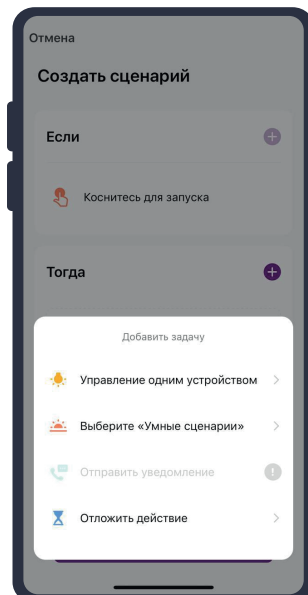 Отмена
Создать сценарий
Если
Коснитесь для запуска
Тогда
Добавить задачу
Управление одним устройством
Выберите «Умные сценарии»
Отправить уведомление
Отложить действие